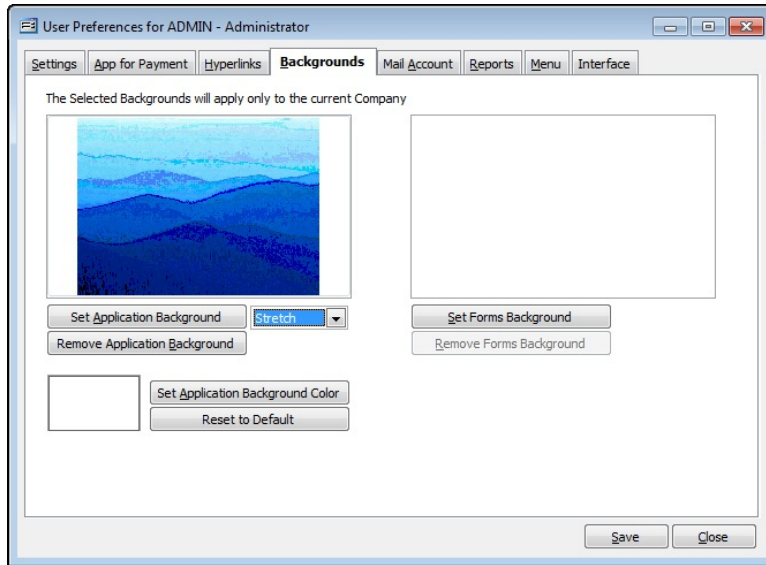 User Preferences for ADMIN - Administrator
Settings App for Payment Hyperlinks Backgrounds Mail Account Reports Menu Interface
The Selected Backgrounds will apply only to the current Company
Set Application Background Stretch Set Forms Background
Remove Application Background Remove Forms Background
Set Application Background Color
Reset to Default
Save Close